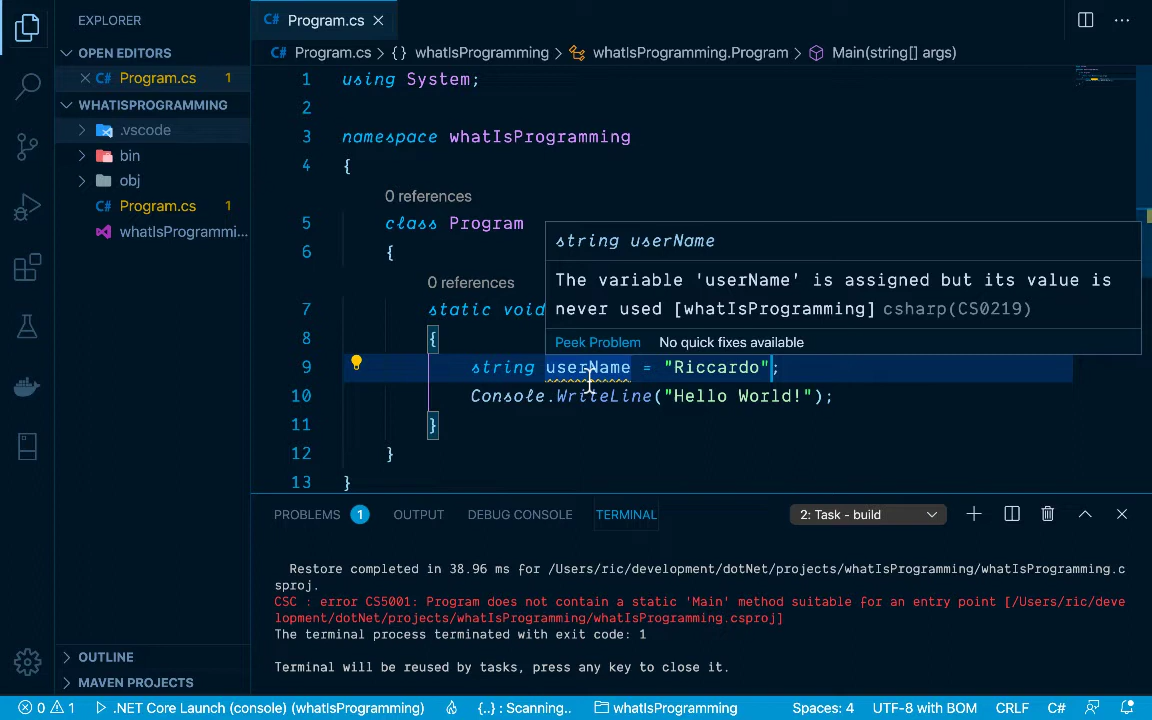 EXPLORER
OPEN EDITORS
C# Program.cs 1
WHATISPROGRAMMING
.vscode
bin
obj
C# Program.cs 1
whatIsProgrammi...
OUTLINE
MAVEN PROJECTS
C# Program.cs
C# Program.cs > {} whatIsProgramming > whatIsProgramming.Program > Main(string[] args)
1 using System;
2
3 namespace whatIsProgramming
4 {
0 references
5 class Program
6 {
0 references
7 static void
8 {
9 string userName = "Riccardo";
10 Console.WriteLine("Hello World!");
11 }
12 }
13 }
string userName
The variable 'userName' is assigned but its value is
never used [whatIsProgramming] csharp(CS0219)
Peek Problem No quick fixes available
PROBLEMS 1 OUTPUT DEBUG CONSOLE TERMINAL 2: Task - build
Restore completed in 38.96 ms for /Users/ric/development/dotNet/projects/whatIsProgramming/whatIsProgramming.c
sproj.
CSC : error CS5001: Program does not contain a static 'Main' method suitable for an entry point [/Users/ric/deve
lopment/dotNet/projects/whatIsProgramming/whatIsProgramming.csproj]
The terminal process terminated with exit code: 1
Terminal will be reused by tasks, press any key to close it.
0 1 .NET Core Launch (console) (whatIsProgramming) {..} : Scanning.. whatIsProgramming Spaces: 4 UTF-8 with BOM CRLF C#